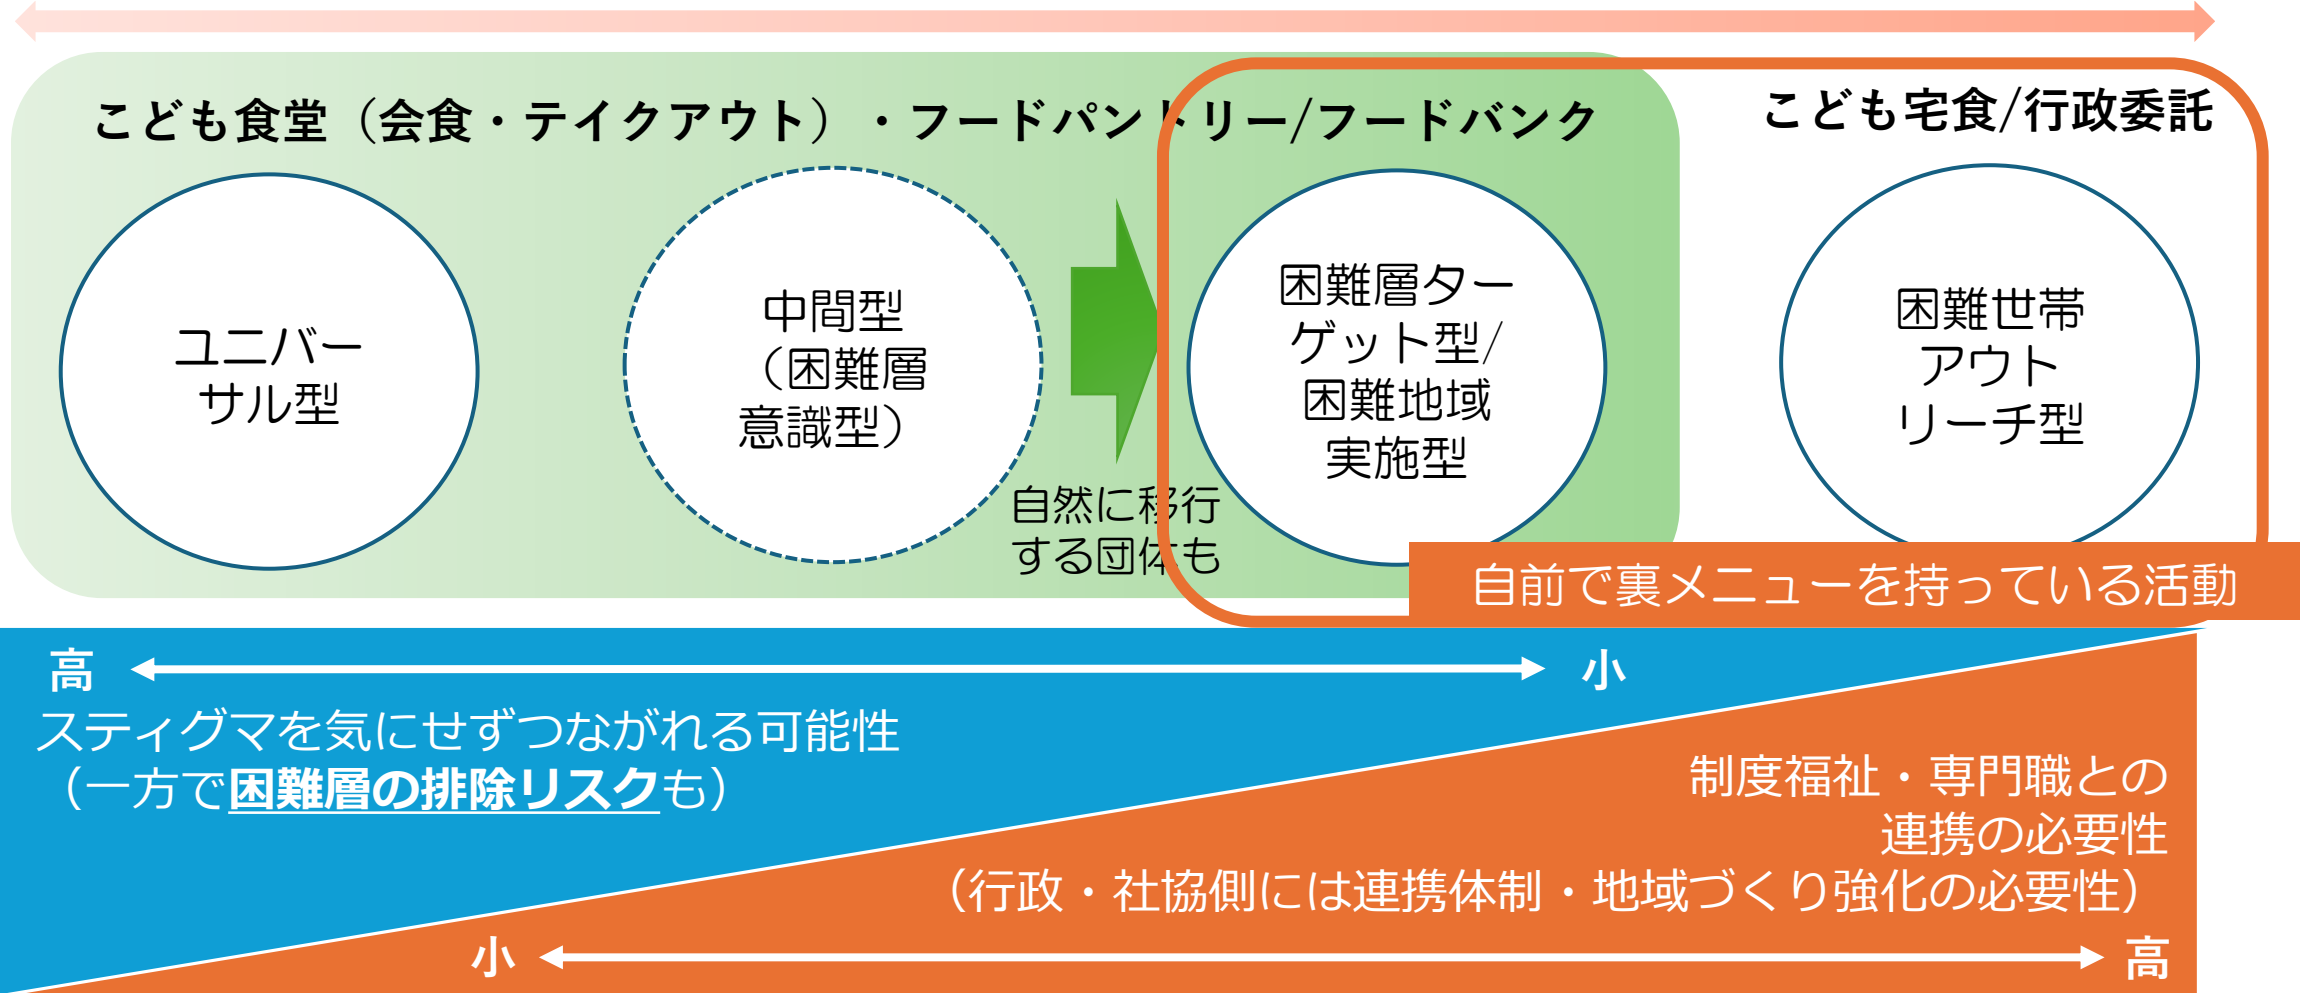 こども食堂（会食・テイクアウト）・フードパントリー/フードバンク
こども宅食/行政委託
ユニバー
サル型
中間型
（困難層
意識型）
自然に移行
する団体も
困難層ター
ゲット型/
困難地域
実施型
困難世帯
アウト
リーチ型
自前で裏メニューを持っている活動
高
小
スティグマを気にせずつながれる可能性
（一方で困難層の排除リスクも）
制度福祉・専門職との
連携の必要性
（行政・社協側には連携体制・地域づくり強化の必要性）
小
高